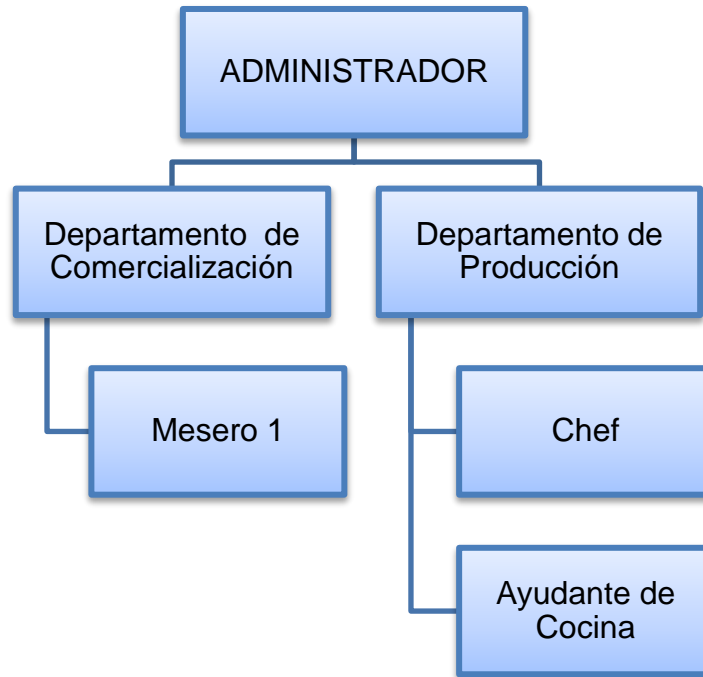 ADMINISTRADOR
Departamento de
Comercialización
Departamento de
Producción
Mesero 1
Chef
Ayudante de
Cocina